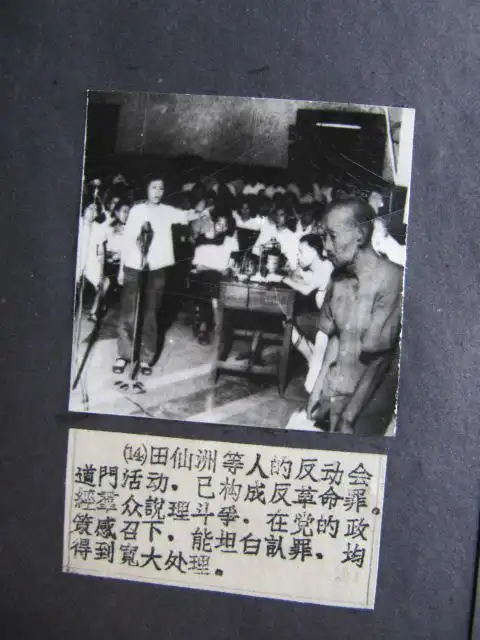 (14)田仙洲等人的反动会
道門活动．已构成反革命罪．
經羣众說理斗爭．在党的政
策感召下．能坦白訙罪．均
得到寬大处理．